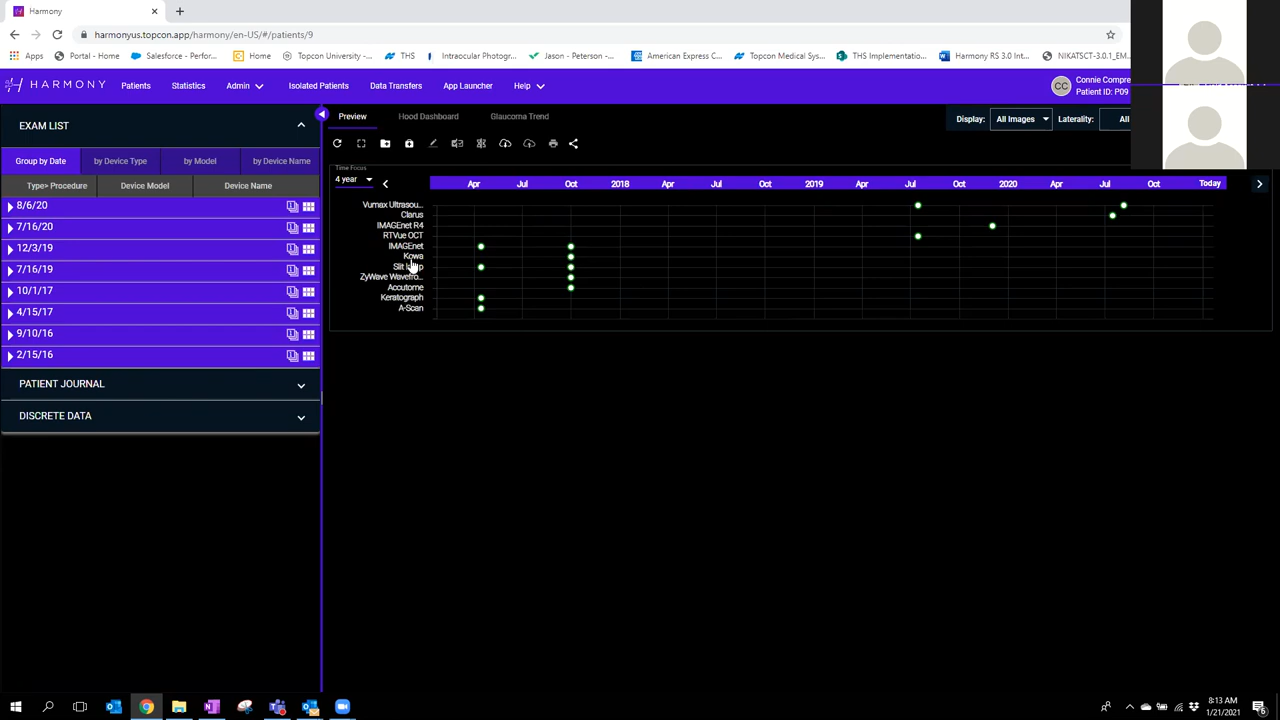 Harmony
harmonyus.topcon.app/harmony/en-US/#/patients/9
Apps
Portal - Home
Salesforce - Perfor...
Home
Topcon University -...
THS
Intraocular Photogr...
Jason - Peterson -...
American Express C...
Topcon Medical Sys...
THS Implementatio...
Harmony RS 3.0 Int...
NIKATSCT-3.0.1_EM...
HARMONY
Patients
Statistics
Admin
Isolated Patients
Data Transfers
App Launcher
Help
CC
Connie Compre
Patient ID: P09
EXAM LIST
Preview
Hood Dashboard
Glaucoma Trend
Display:
All Images
Laterality:
All
Group by Date
by Device Type
by Model
by Device Name
Type> Procedure
Device Model
Device Name
Time Focus
4 year
Apr
Jul
Oct
2018
Apr
Jul
Oct
2019
Apr
Jul
Oct
2020
Apr
Jul
Oct
Today
8/6/20
7/16/20
12/3/19
7/16/19
10/1/17
4/15/17
9/10/16
2/15/16
Vumax Ultrasou...
Clarus
IMAGEnet R4
RTVue OCT
IMAGEnet
Kowa
Slit
ZyWave Wavefro...
Accutome
Keratograph
A-Scan
PATIENT JOURNAL
DISCRETE DATA
8:13 AM
1/21/2021